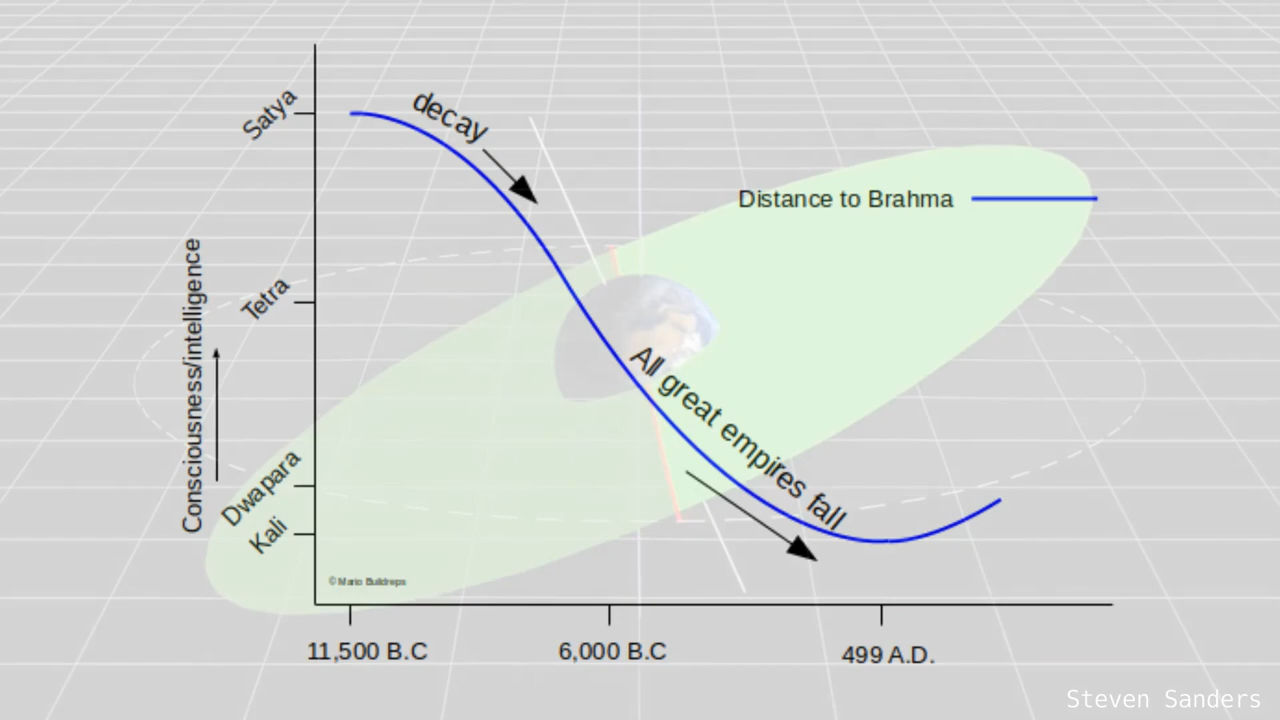 Satya
decay
Distance to Brahma
Consciousness/intelligence
Tetra
All great empires fall
Dwapara
Kali
© Mario Buildreps
11,500 B.C
6,000 B.C
499 A.D.
Steven Sanders